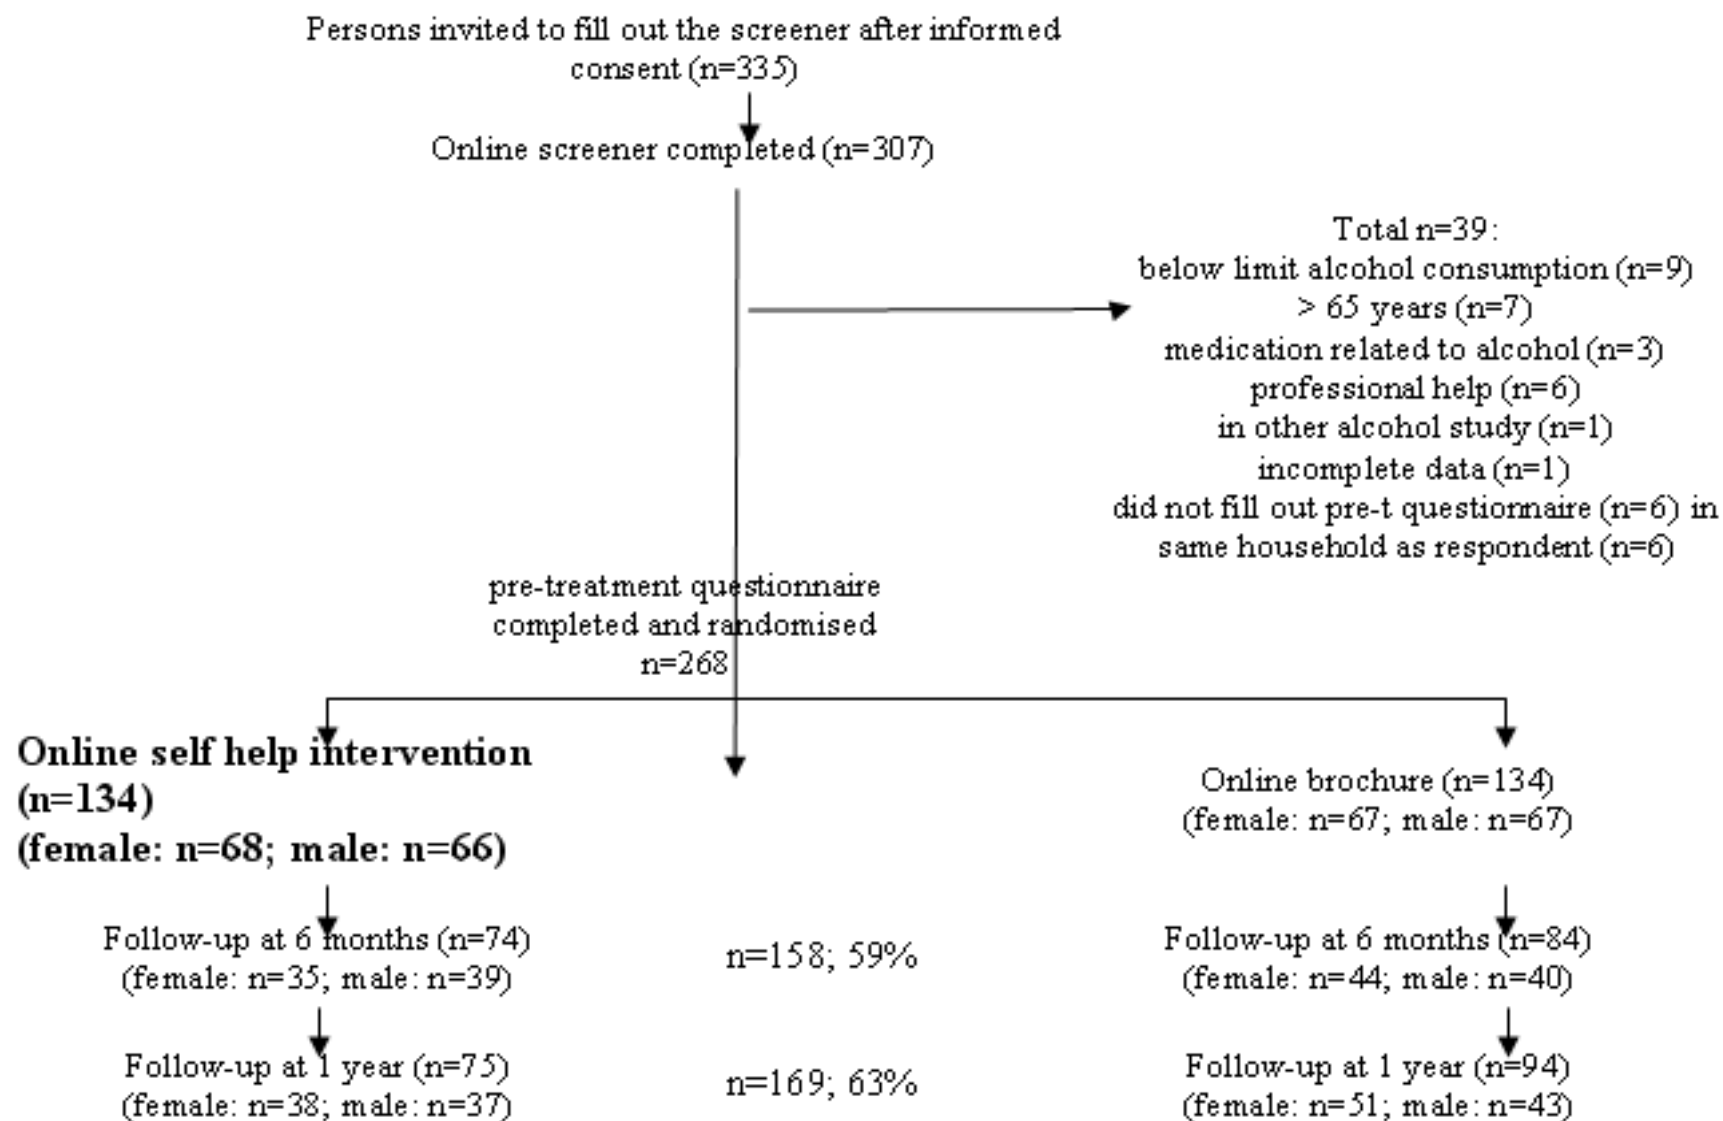 Persons invited to fill out the screener after informed
consent (n=335)
Online screener completed (n=307)
Total n=39:
below limit alcohol consumption (n=9)
> 65 years (n=7)
medication related to alcohol (n=3)
professional help (n=6)
in other alcohol study (n=1)
incomplete data (n=1)
did not fill out pre-t questionnaire (n=6) in
same household as respondent (n=6)
pre-treatment questionnaire
completed and randomised
n=268
Online self help intervention
(n=134)
(female: n=68; male: n=66)
Online brochure (n=134)
(female: n=67; male: n=67)
Follow-up at 6 months (n=74)
(female: n=35; male: n=39)
n=158; 59%
Follow-up at 6 months (n=84)
(female: n=44; male: n=40)
Follow-up at 1 year (n=75)
(female: n=38; male: n=37)
n=169; 63%
Follow-up at 1 year (n=94)
(female: n=51; male: n=43)